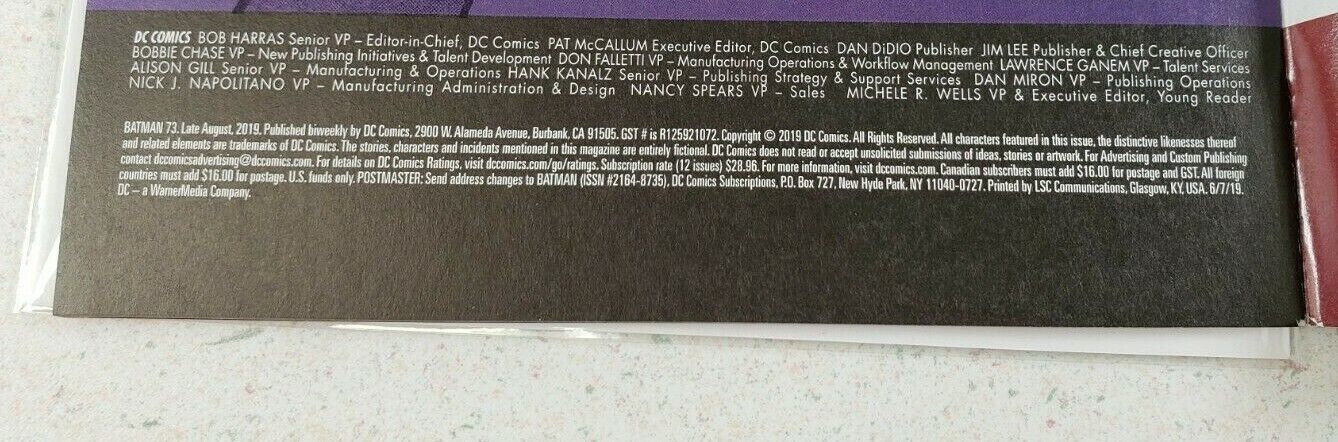 DC COMICS BOB HARRAS Senior VP – Editor-in-Chief, DC Comics PAT McCALLUM Executive Editor, DC Comics DAN DiDIO Publisher JIM LEE Publisher & Chief Creative Officer
BOBBIE CHASE VP – New Publishing Initiatives & Talent Development DON FALLETTI VP – Manufacturing Operations & Workflow Management LAWRENCE GANEM VP – Talent Services
ALISON GILL Senior VP – Manufacturing & Operations HANK KANALZ Senior VP – Publishing Strategy & Support Services DAN MIRON VP – Publishing Operations
NICK J. NAPOLITANO VP – Manufacturing Administration & Design NANCY SPEARS VP – Sales MICHELE R. WELLS VP & Executive Editor, Young Reader
BATMAN 73. Late August, 2019. Published biweekly by DC Comics, 2900 W. Alameda Avenue, Burbank, CA 91505. GST # is R125921072. Copyright © 2019 DC Comics. All Rights Reserved. All characters featured in this issue, the distinctive likenesses thereof
and related elements are trademarks of DC Comics. The stories, characters and incidents mentioned in this magazine are entirely fictional. DC Comics does not read or accept unsolicited submissions of ideas, stories or artwork. For Advertising and Custom Publishing
contact dccomicsadvertising@dccomics.com. For details on DC Comics Ratings, visit dccomics.com/go/ratings. Subscription rate (12 issues) $28.96. For more information, visit dccomics.com. Canadian subscribers must add $16.00 for postage and GST. All foreign
countries must add $16.00 for postage. U.S. funds only. POSTMASTER: Send address changes to BATMAN (ISSN #2164-8735), DC Comics Subscriptions, P.O. Box 727, New Hyde Park, NY 11040-0727. Printed by LSC Communications, Glasgow, KY, USA. 6/7/19.
DC – a WarnerMedia Company.